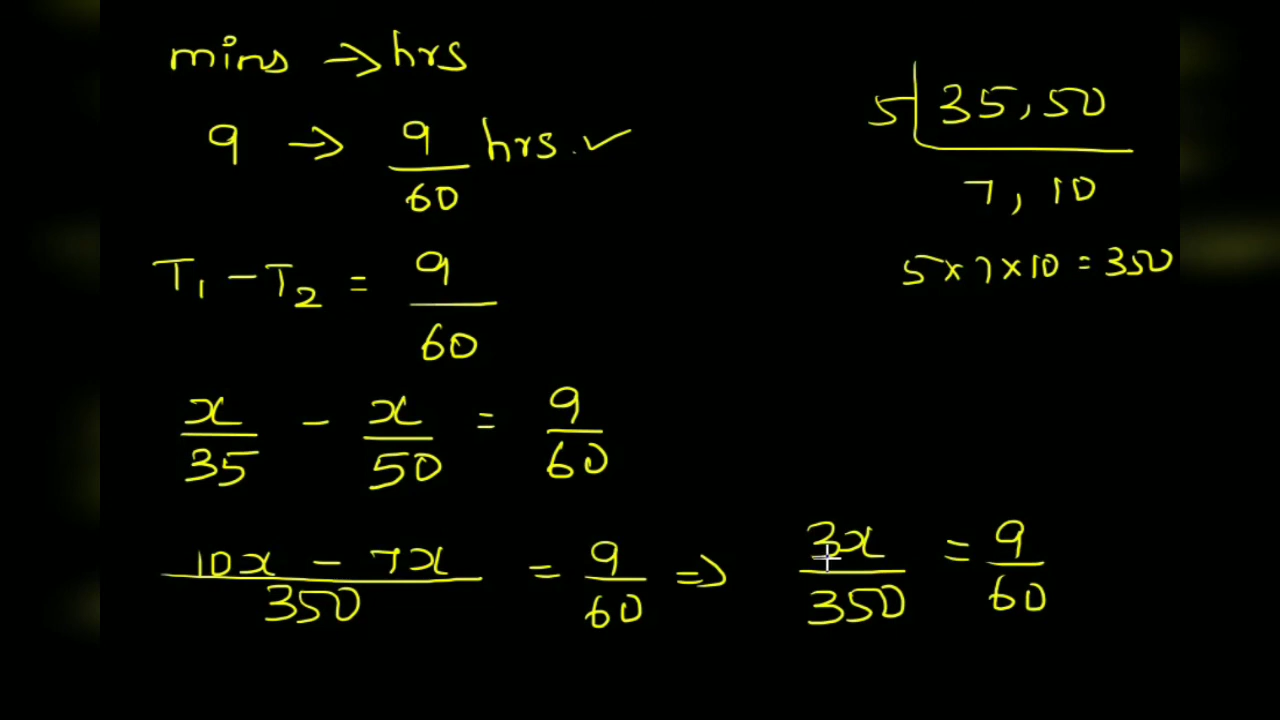 mins → hrs
9 → 9/60 hrs. ✓
T₁ - T₂ = 9/60
x/35 - x/50 = 9/60
10x - 7x/350 = 9/60 ⇒ 3x/350 = 9/60
5 35, 50
7, 10
5 × 7 × 10 = 350